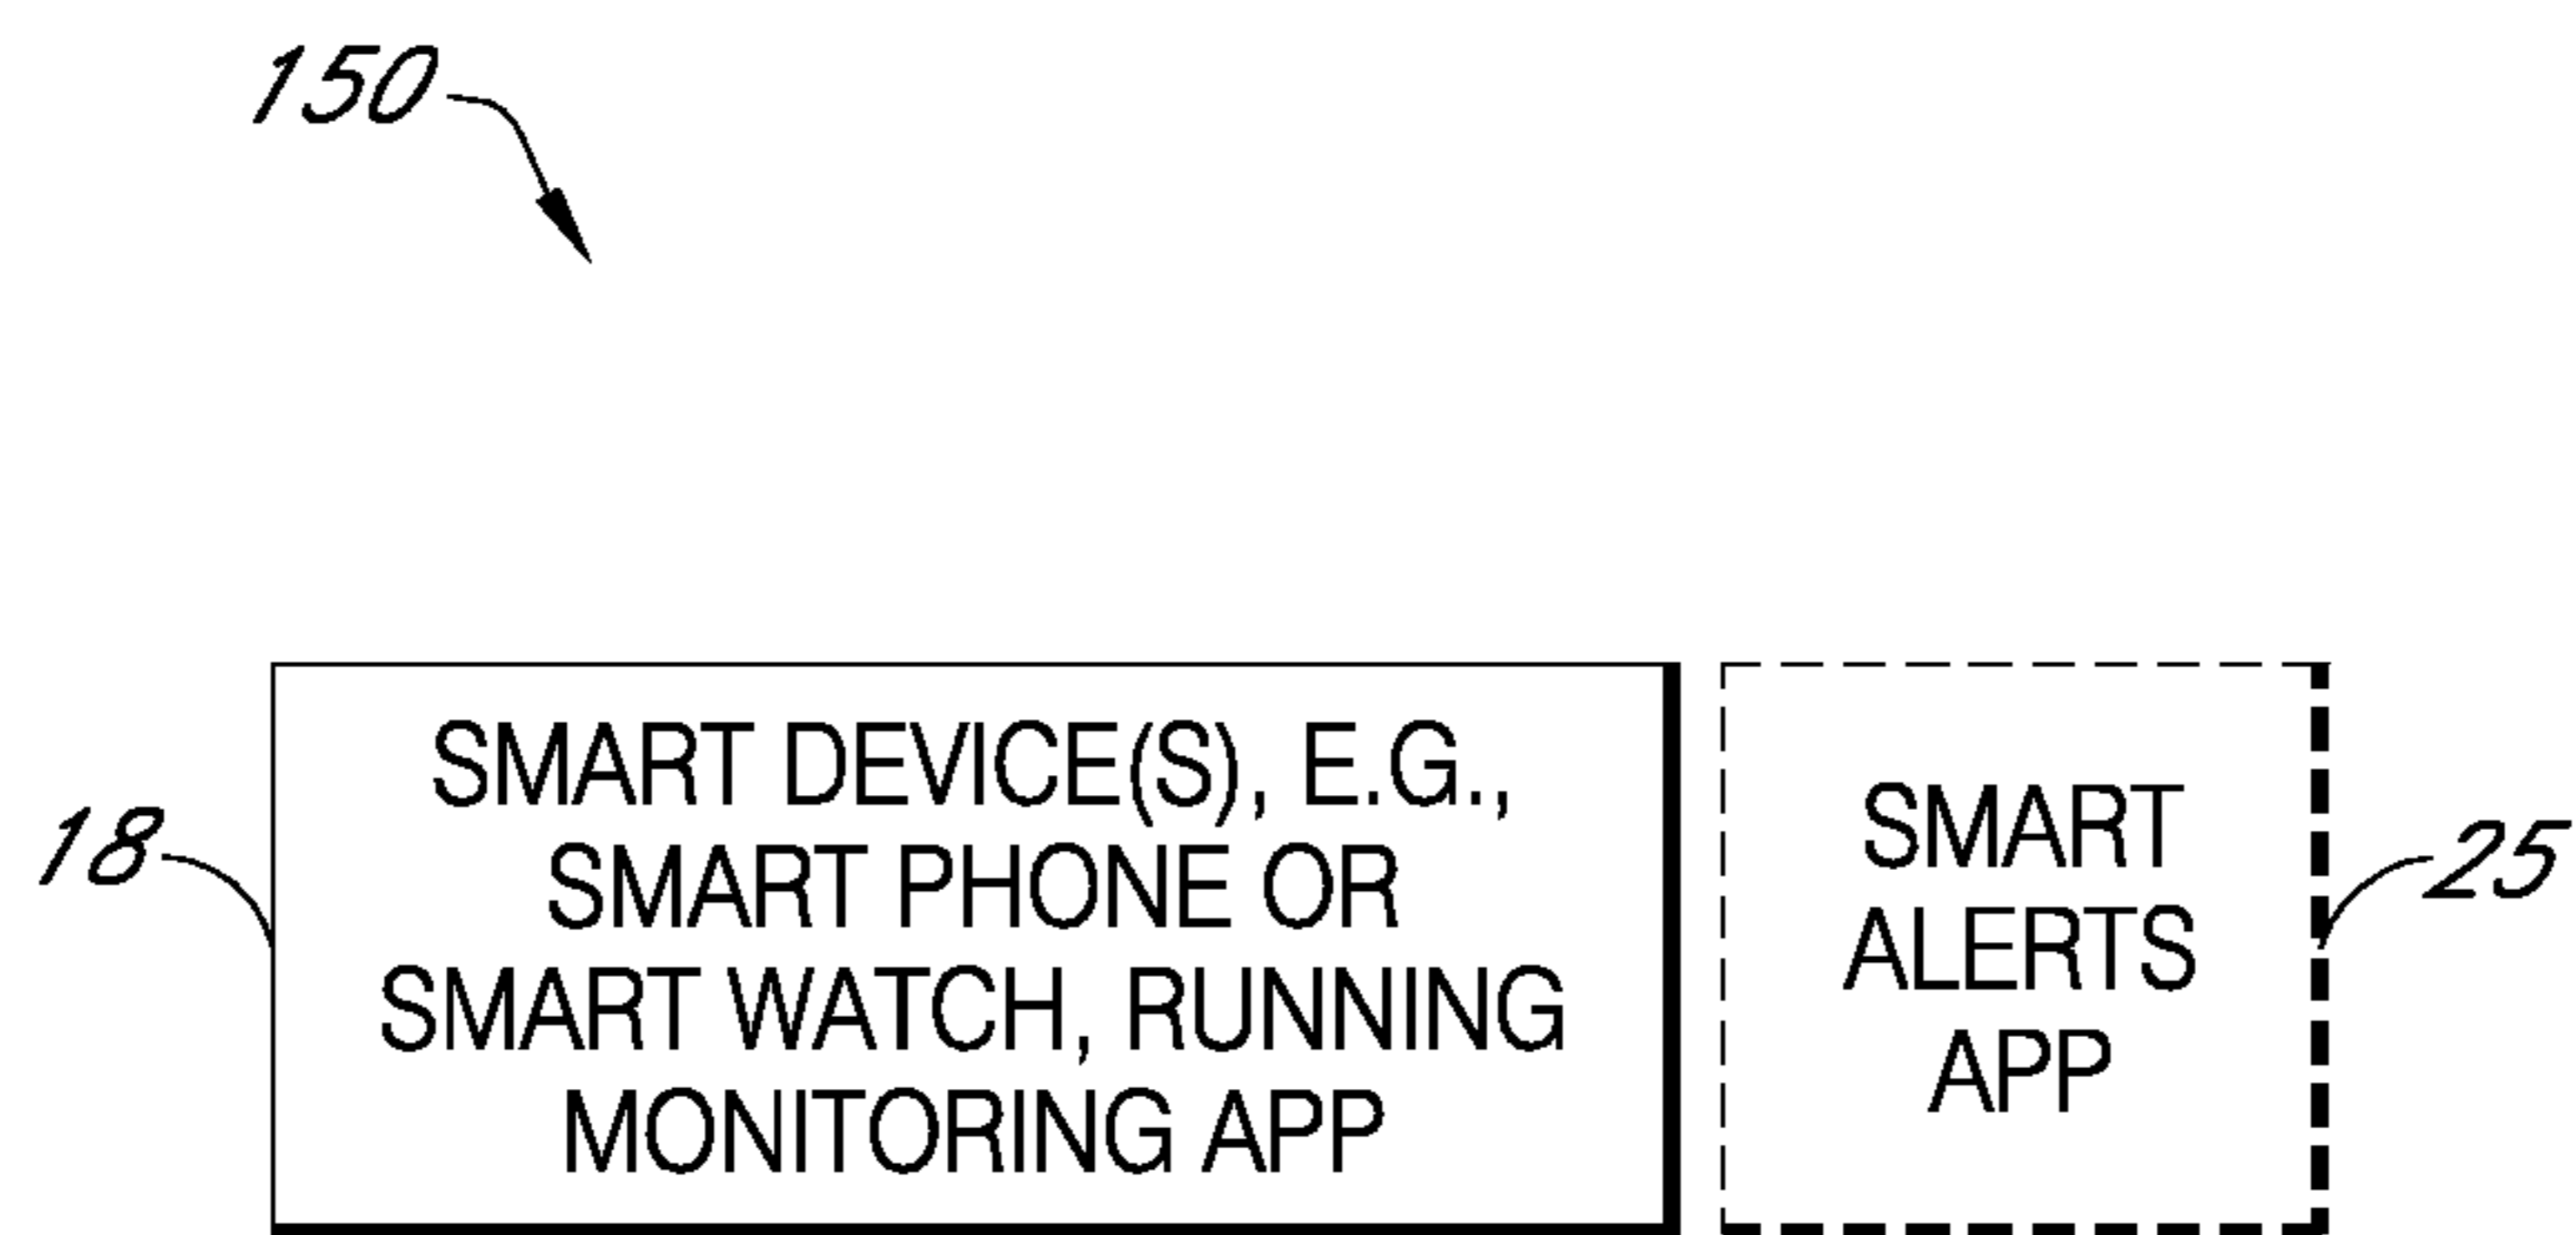 150
18
SMART DEVICE(S), E.G.,
SMART PHONE OR
SMART WATCH, RUNNING
MONITORING APP
SMART
ALERTS
APP
25